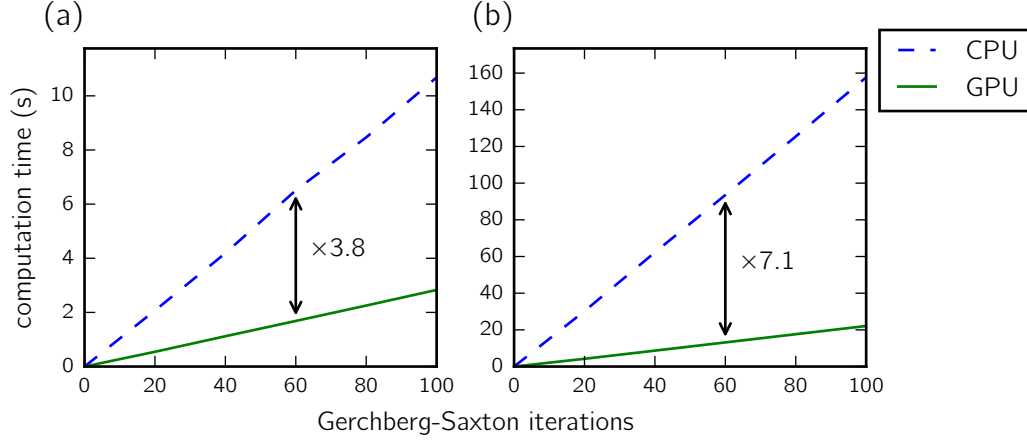 (a)
(b)
computation time (s)
10
8
6
4
2
0
0 20 40 60 80 100
×3.8
160
140
120
100
80
60
40
20
0
0 20 40 60 80 100
×7.1
CPU
GPU
Gerchberg-Saxton iterations